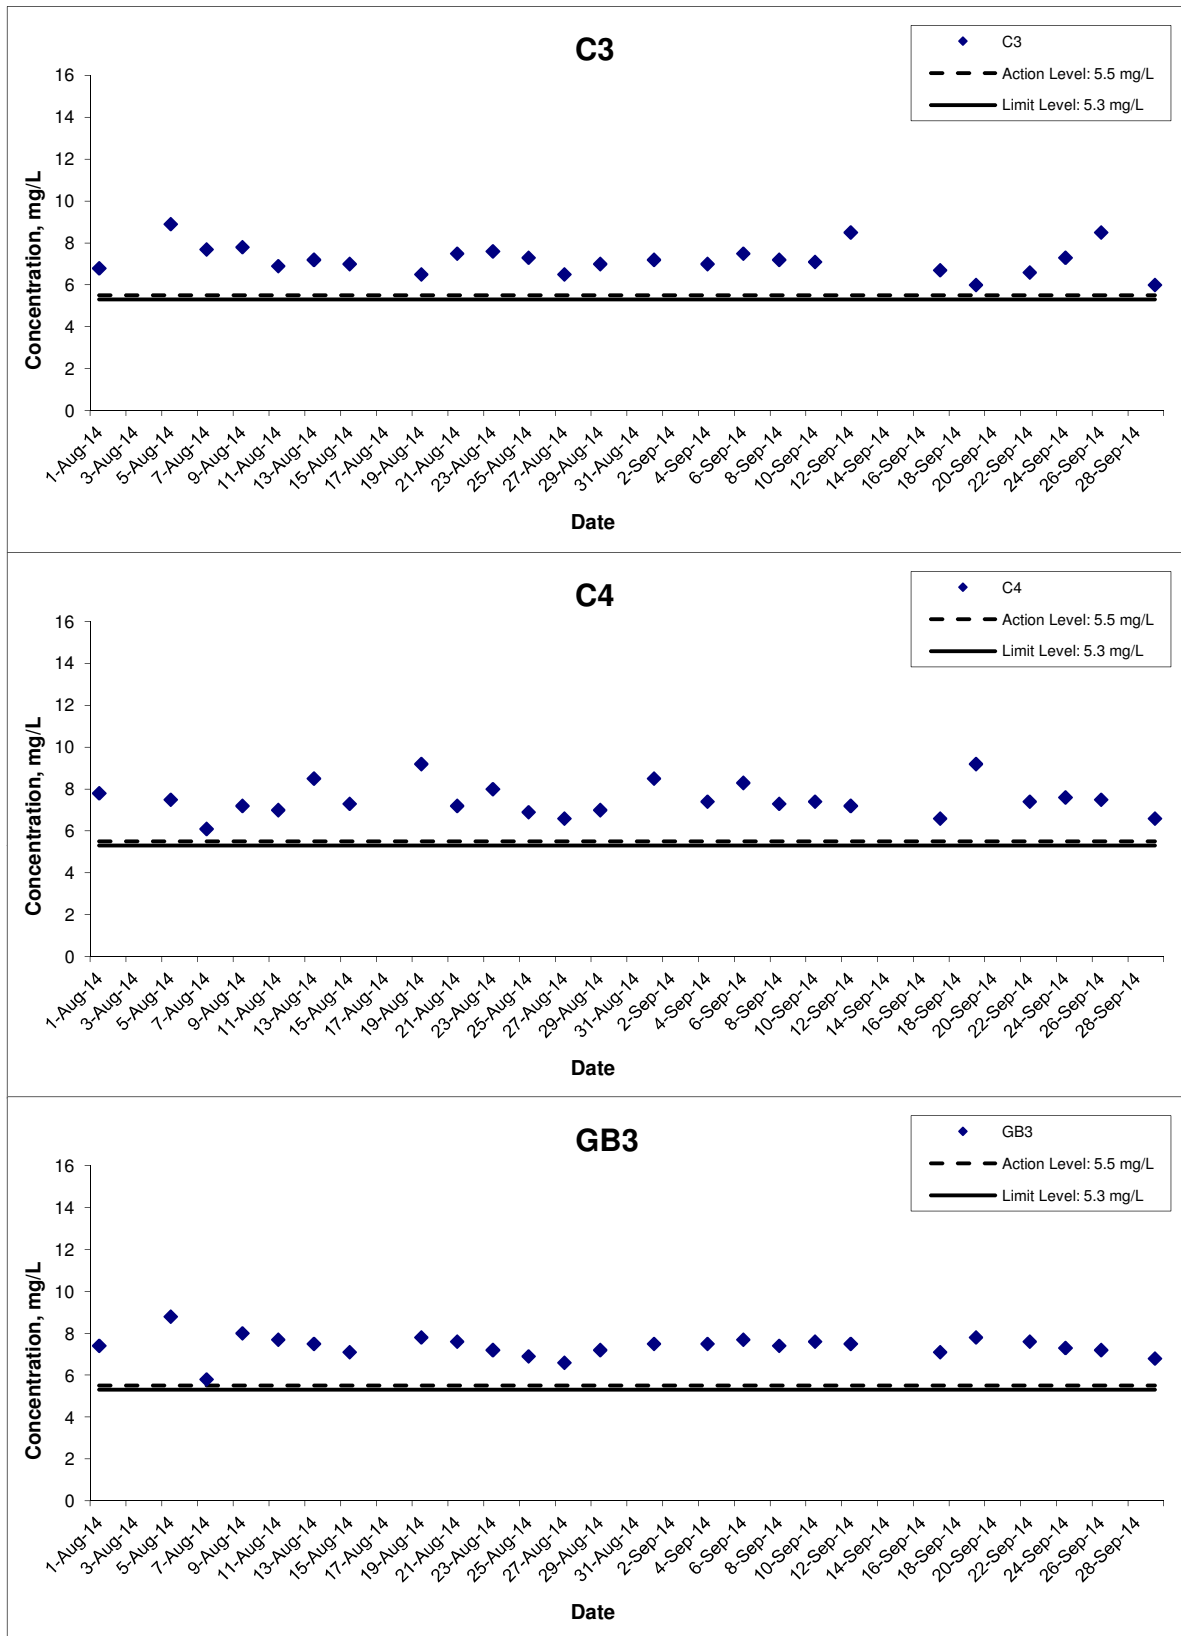 C3
C3
Action Level: 5.5 mg/L
Limit Level: 5.3 mg/L
Concentration, mg/L
16
14
12
10
8
6
4
2
0
1-Aug-14
3-Aug-14
5-Aug-14
7-Aug-14
9-Aug-14
11-Aug-14
13-Aug-14
15-Aug-14
17-Aug-14
19-Aug-14
21-Aug-14
23-Aug-14
25-Aug-14
27-Aug-14
29-Aug-14
31-Aug-14
2-Sep-14
4-Sep-14
6-Sep-14
8-Sep-14
10-Sep-14
12-Sep-14
14-Sep-14
16-Sep-14
18-Sep-14
20-Sep-14
22-Sep-14
24-Sep-14
26-Sep-14
28-Sep-14
Date
C4
C4
Action Level: 5.5 mg/L
Limit Level: 5.3 mg/L
Concentration, mg/L
16
14
12
10
8
6
4
2
0
1-Aug-14
3-Aug-14
5-Aug-14
7-Aug-14
9-Aug-14
11-Aug-14
13-Aug-14
15-Aug-14
17-Aug-14
19-Aug-14
21-Aug-14
23-Aug-14
25-Aug-14
27-Aug-14
29-Aug-14
31-Aug-14
2-Sep-14
4-Sep-14
6-Sep-14
8-Sep-14
10-Sep-14
12-Sep-14
14-Sep-14
16-Sep-14
18-Sep-14
20-Sep-14
22-Sep-14
24-Sep-14
26-Sep-14
28-Sep-14
Date
GB3
GB3
Action Level: 5.5 mg/L
Limit Level: 5.3 mg/L
Concentration, mg/L
16
14
12
10
8
6
4
2
0
1-Aug-14
3-Aug-14
5-Aug-14
7-Aug-14
9-Aug-14
11-Aug-14
13-Aug-14
15-Aug-14
17-Aug-14
19-Aug-14
21-Aug-14
23-Aug-14
25-Aug-14
27-Aug-14
29-Aug-14
31-Aug-14
2-Sep-14
4-Sep-14
6-Sep-14
8-Sep-14
10-Sep-14
12-Sep-14
14-Sep-14
16-Sep-14
18-Sep-14
20-Sep-14
22-Sep-14
24-Sep-14
26-Sep-14
28-Sep-14
Date